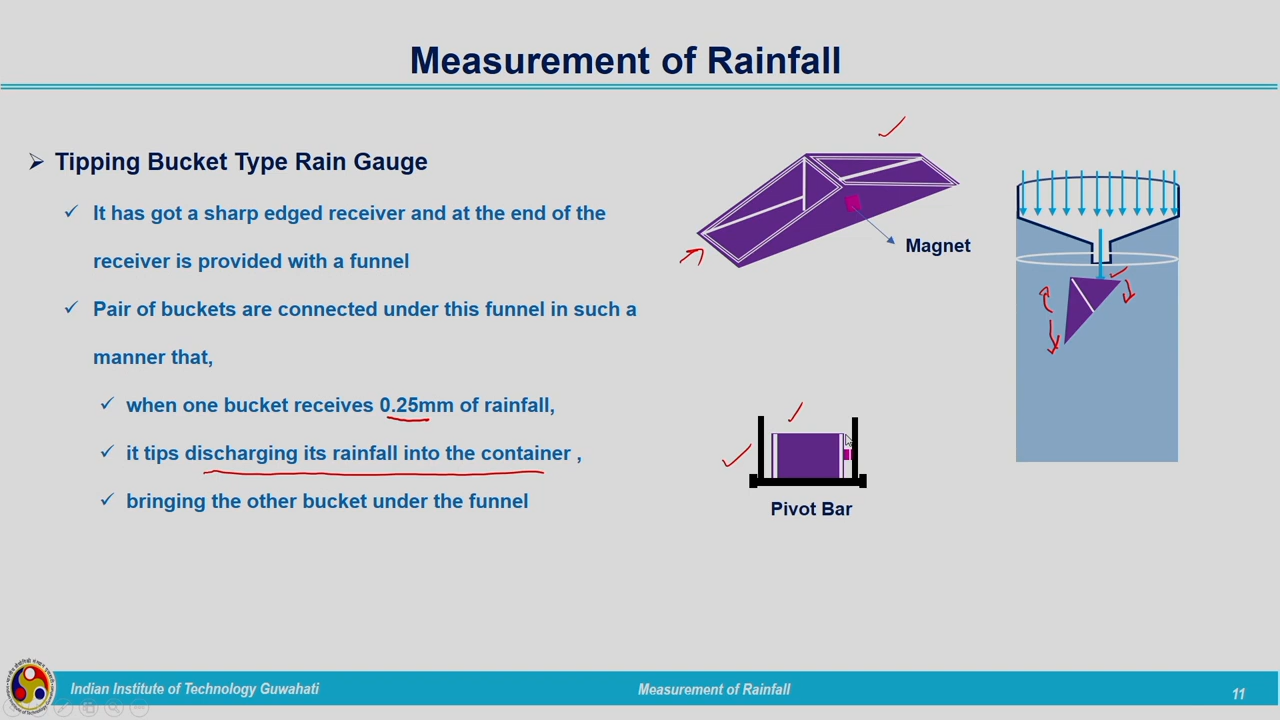 Measurement of Rainfall
Tipping Bucket Type Rain Gauge
It has got a sharp edged receiver and at the end of the
receiver is provided with a funnel
Pair of buckets are connected under this funnel in such a
manner that,
when one bucket receives 0.25mm of rainfall,
it tips discharging its rainfall into the container ,
bringing the other bucket under the funnel
Magnet
Pivot Bar
Indian Institute of Technology Guwahati
Measurement of Rainfall
11